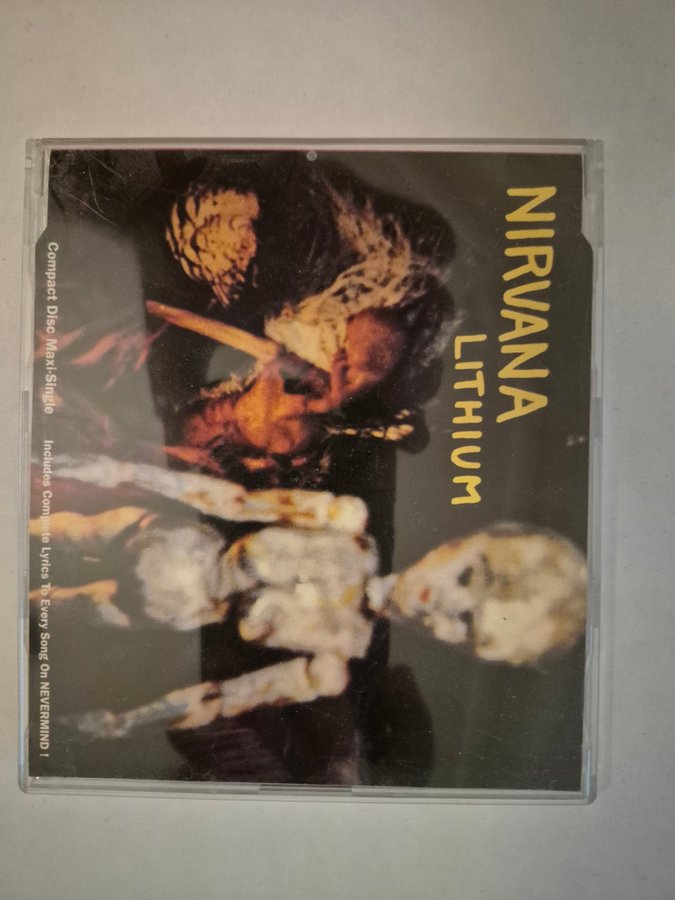 NIRVANA
LITHIUM
Compact Disc Maxi-Single Includes Complete Lyrics To Every Song On NEVERMIND !